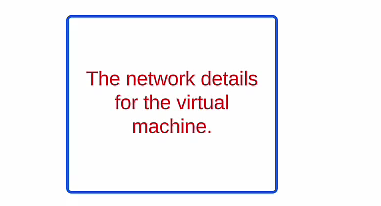 The network details
for the virtual
machine.